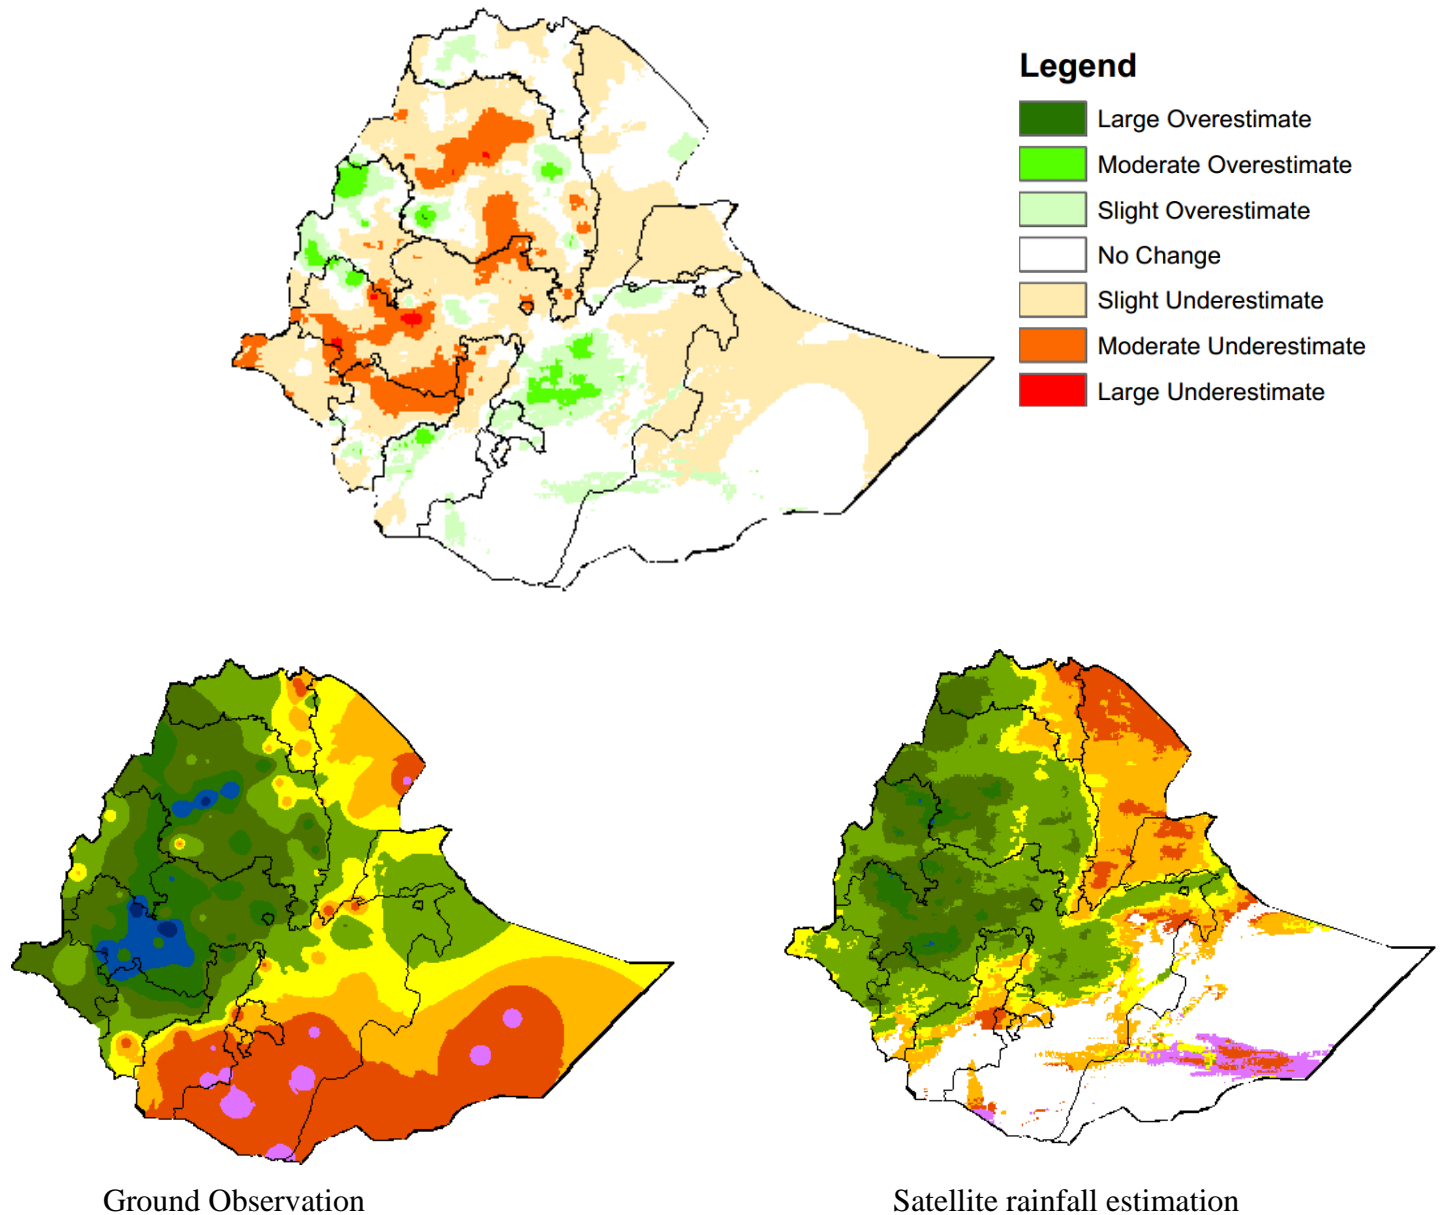 Legend
Large Overestimate
Moderate Overestimate
Slight Overestimate
No Change
Slight Underestimate
Moderate Underestimate
Large Underestimate
Ground Observation
Satellite rainfall estimation